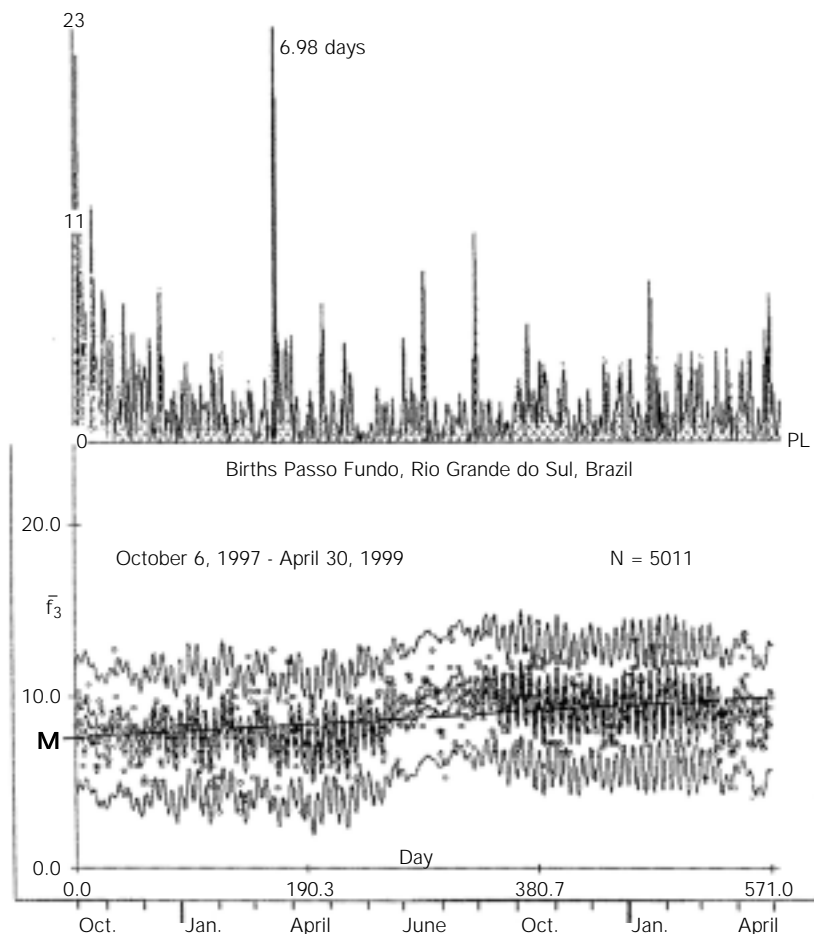 23
6.98 days
11
0
PL
Births Passo Fundo, Rio Grande do Sul, Brazil
20.0
October 6, 1997 - April 30, 1999 N = 5011
f̄₃
10.0
M
0.0
Day
0.0 190.3 380.7 571.0
Oct. Jan. April June Oct. Jan. April